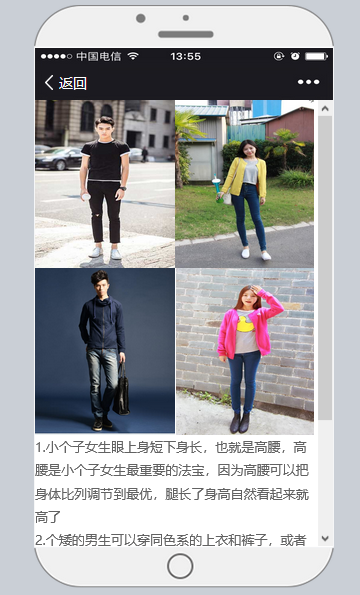 中国电信 13:55
返回
1.小个子女生眼上身短下身长，也就是高腰，高
腰是小个子女生最重要的法宝，因为高腰可以把
身体比列调节到最优，腿长了身高自然看起来就
高了
2.个矮的男生可以穿同色系的上衣和裤子，或者